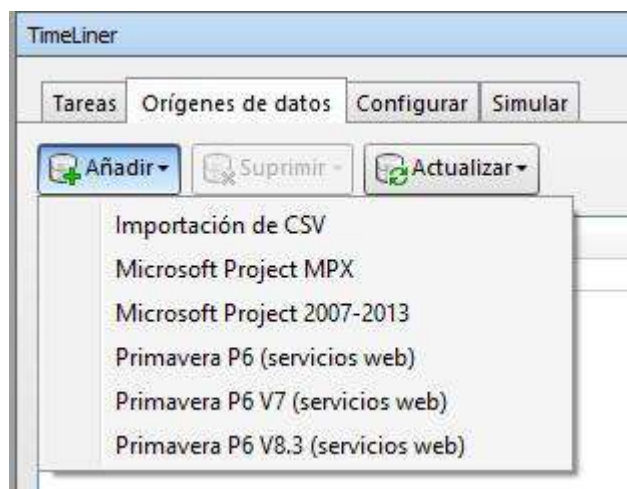 TimeLiner
Tareas Orígenes de datos Configurar Simular
Añadir Suprimir Actualizar
Importación de CSV
Microsoft Project MPX
Microsoft Project 2007-2013
Primavera P6 (servicios web)
Primavera P6 V7 (servicios web)
Primavera P6 V8.3 (servicios web)